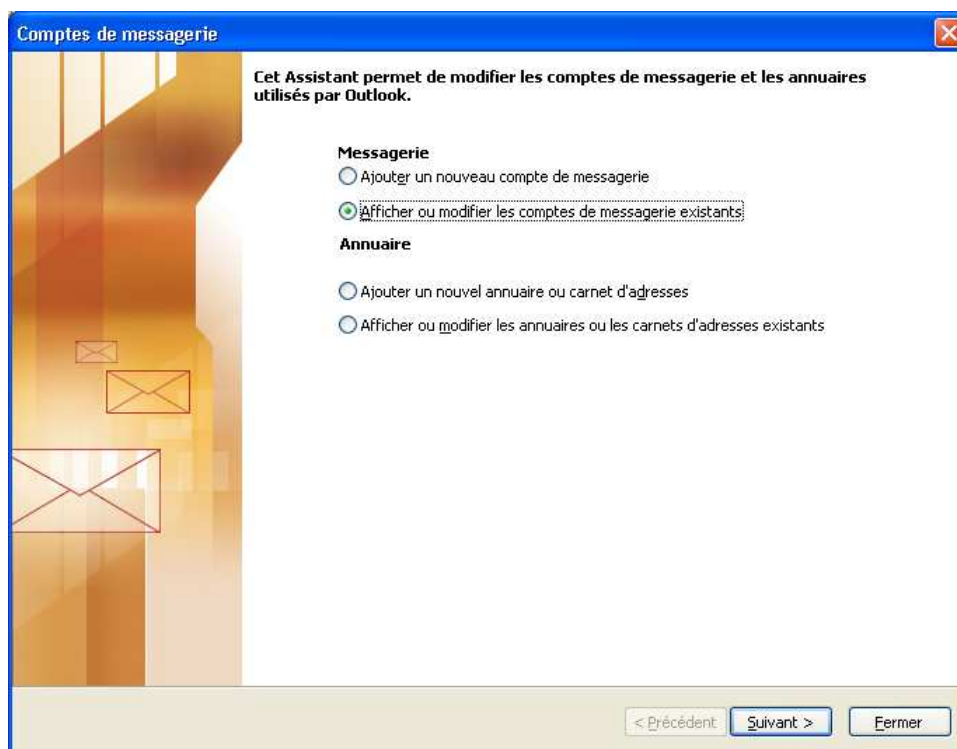 Comptes de messagerie
Cet Assistant permet de modifier les comptes de messagerie et les annuaires
utilisés par Outlook.
Messagerie
Ajouter un nouveau compte de messagerie
Afficher ou modifier les comptes de messagerie existants
Annuaire
Ajouter un nouvel annuaire ou carnet d'adresses
Afficher ou modifier les annuaires ou les carnets d'adresses existants
< Précédent Suivant > Fermer